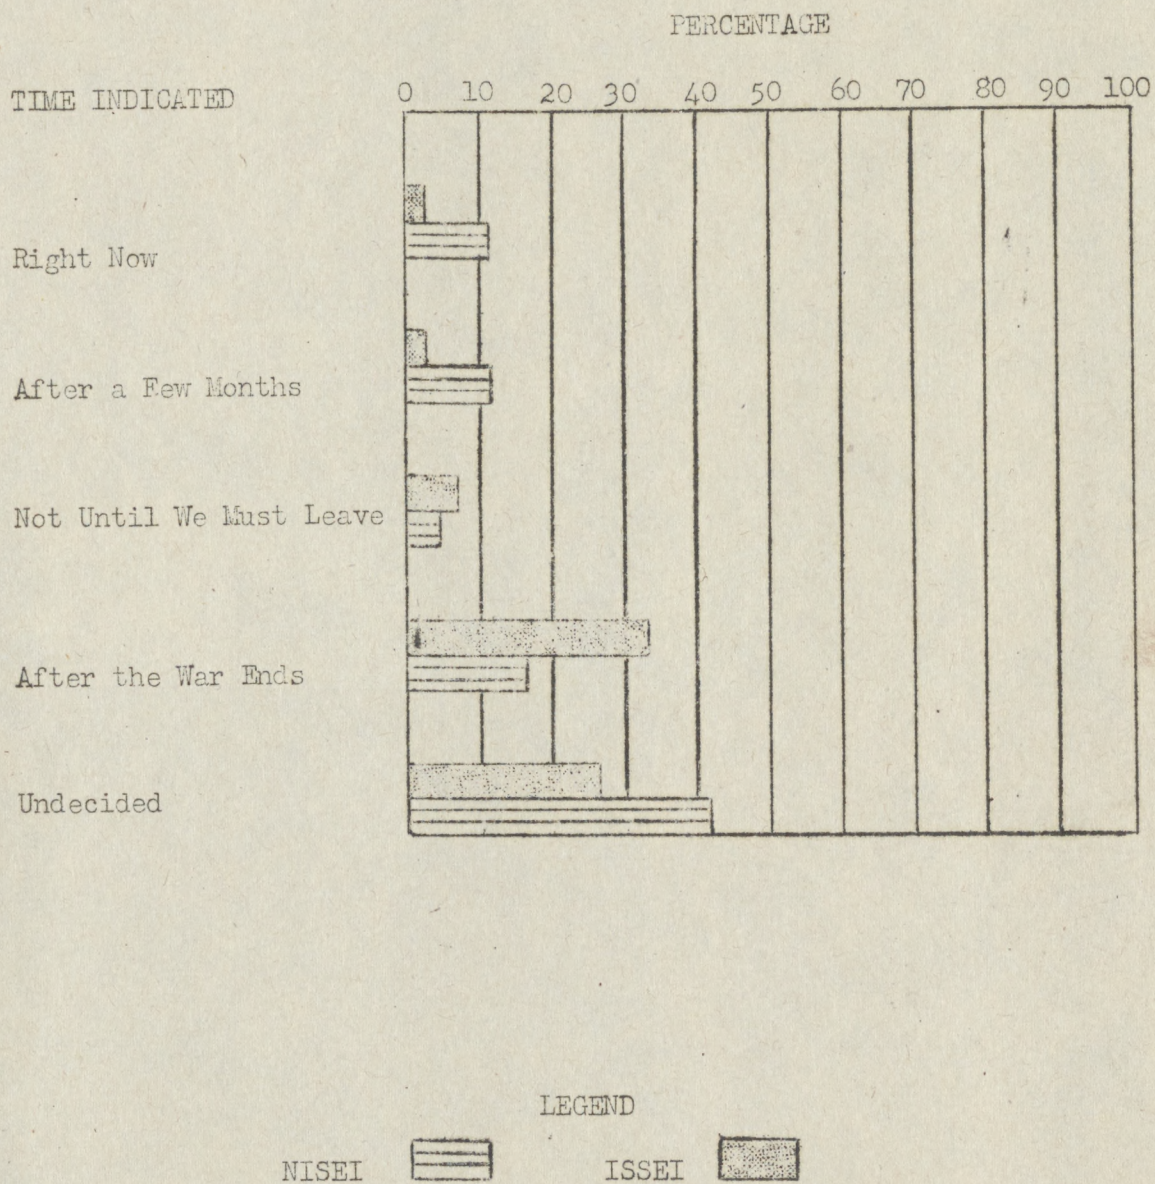 PERCENTAGE
TIME INDICATED 0 10 20 30 40 50 60 70 80 90 100
Right Now
After a Few Months
Not Until We Must Leave
After the War Ends
Undecided
LEGEND
NISEI ISSEI